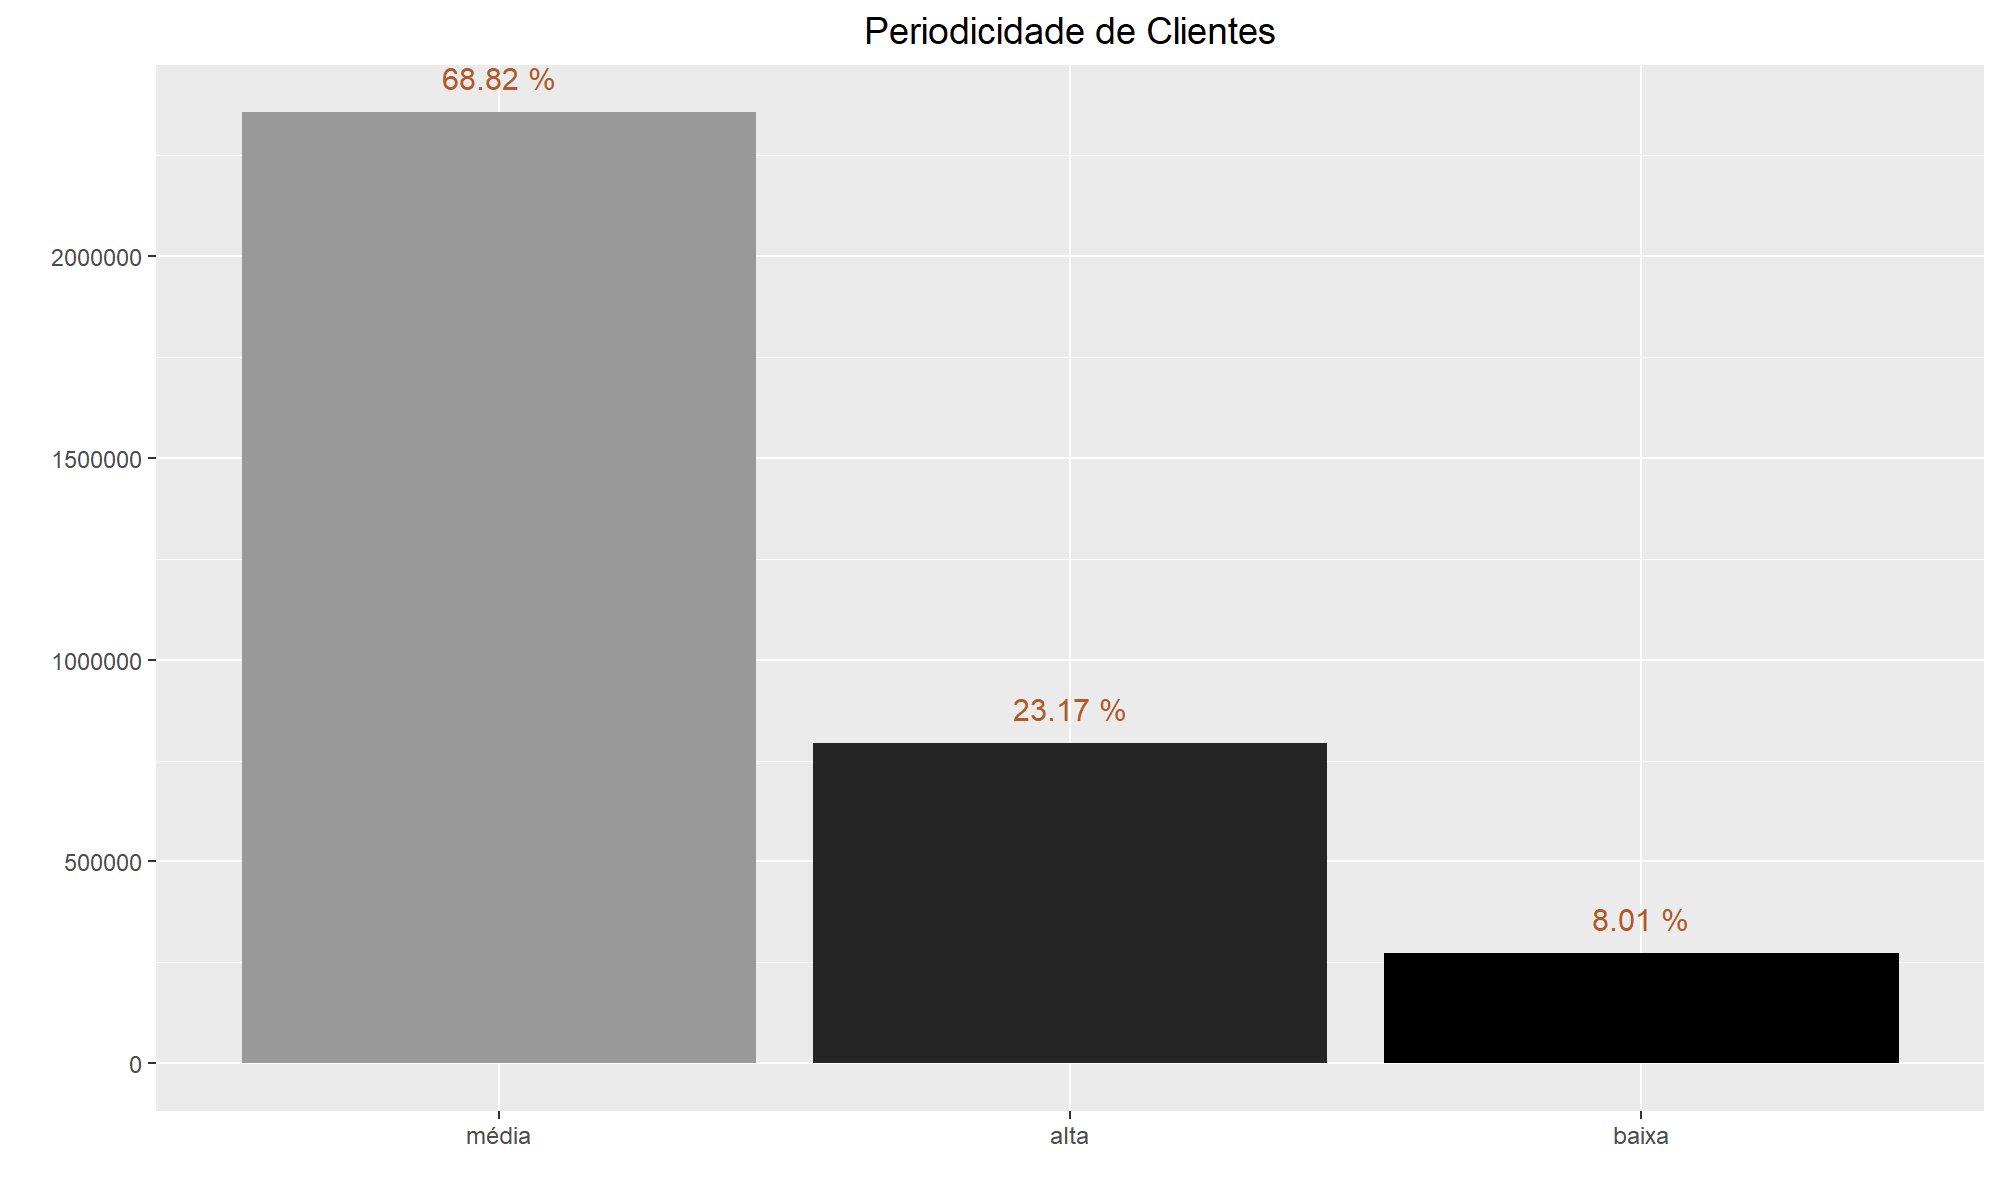 Periodicidade de Clientes
68.82 %
2000000
1500000
1000000
23.17 %
500000
8.01 %
0
média
alta
baixa